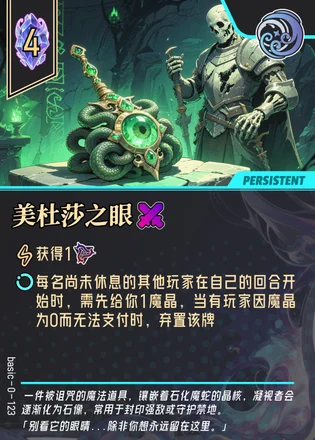 4
PERSISTENT
美杜莎之眼
获得1
每名尚未休息的其他玩家在自己的回合开
始时，需先给你1魔晶，当有玩家因魔晶
为0而无法支付时，弃置该牌
basic-0-123
一件被诅咒的魔法道具，镶嵌着石化魔蛇的晶核，凝视者会
逐渐化为石像，常用于封印强敌或守护禁地。
「别看它的眼睛...除非你想永远留在这里。」